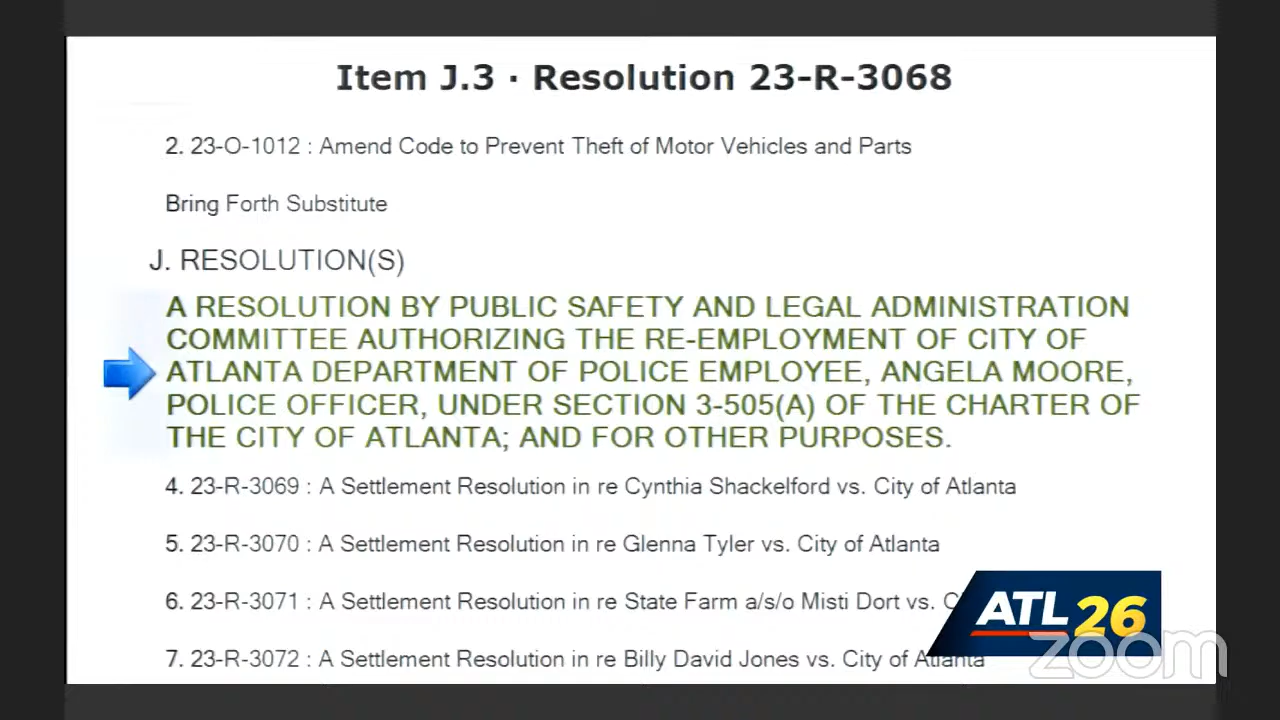 Item J.3 · Resolution 23-R-3068
2. 23-O-1012 : Amend Code to Prevent Theft of Motor Vehicles and Parts
Bring Forth Substitute
J. RESOLUTION(S)
A RESOLUTION BY PUBLIC SAFETY AND LEGAL ADMINISTRATION
COMMITTEE AUTHORIZING THE RE-EMPLOYMENT OF CITY OF
ATLANTA DEPARTMENT OF POLICE EMPLOYEE, ANGELA MOORE,
POLICE OFFICER, UNDER SECTION 3-505(A) OF THE CHARTER OF
THE CITY OF ATLANTA; AND FOR OTHER PURPOSES.
4. 23-R-3069 : A Settlement Resolution in re Cynthia Shackelford vs. City of Atlanta
5. 23-R-3070 : A Settlement Resolution in re Glenna Tyler vs. City of Atlanta
6. 23-R-3071 : A Settlement Resolution in re State Farm a/s/o Misti Dort vs.
7. 23-R-3072 : A Settlement Resolution in re Billy David Jones vs. City of Atlanta
ATL 26
zoom